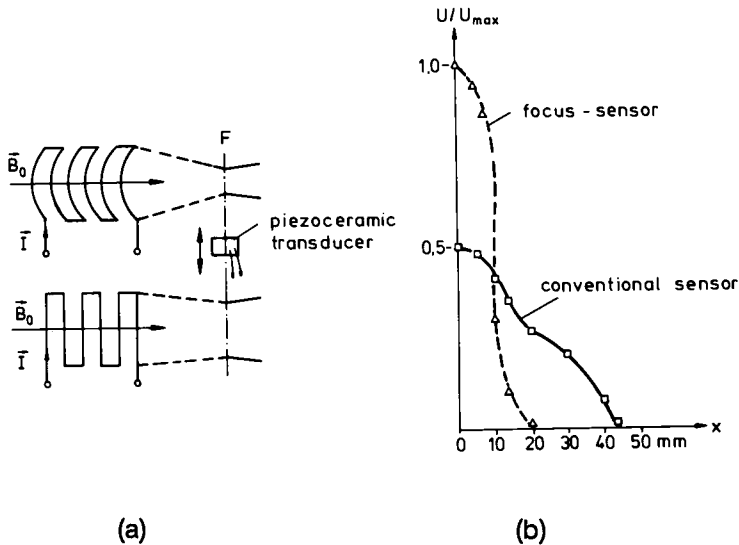 F
B₀
I
piezoceramic
transducer
B₀
I
(a)
U/Umax
1,0
0,5
focus - sensor
conventional sensor
0 10 20 30 40 50 mm
x
(b)